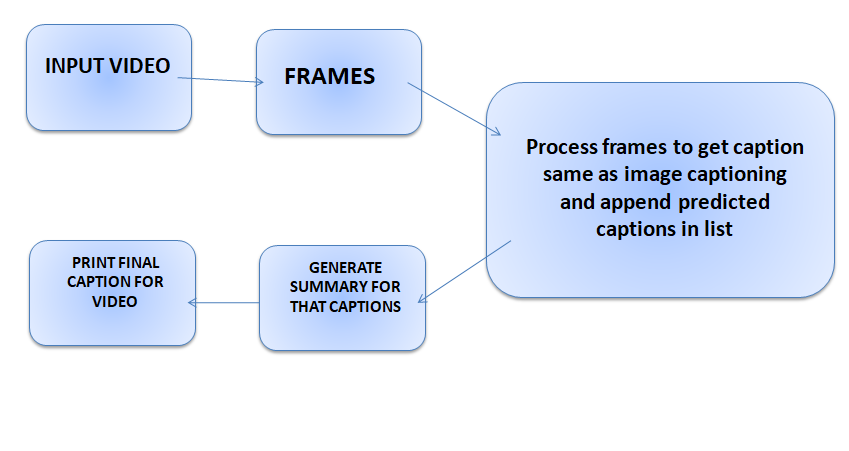 INPUT VIDEO
FRAMES
Process frames to get caption
same as image captioning
and append predicted
captions in list
GENERATE
SUMMARY FOR
THAT CAPTIONS
PRINT FINAL
CAPTION FOR
VIDEO